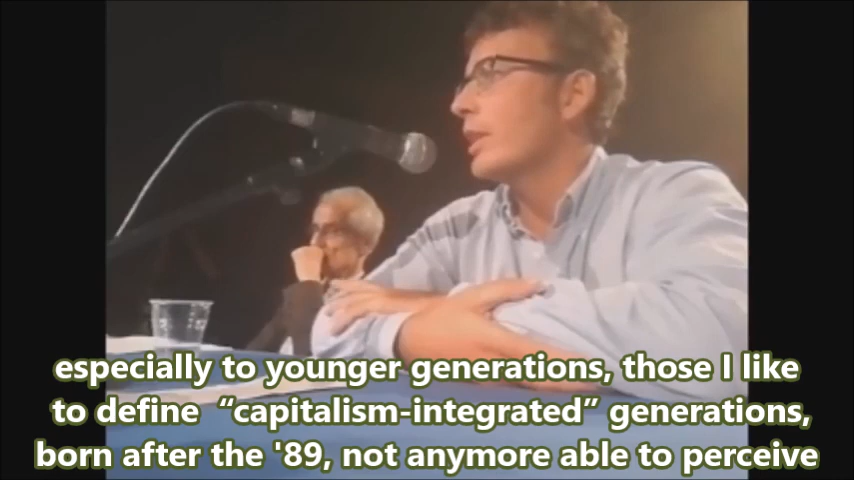 especially to younger generations, those I like
to define “capitalism-integrated” generations,
born after the '89, not anymore able to perceive